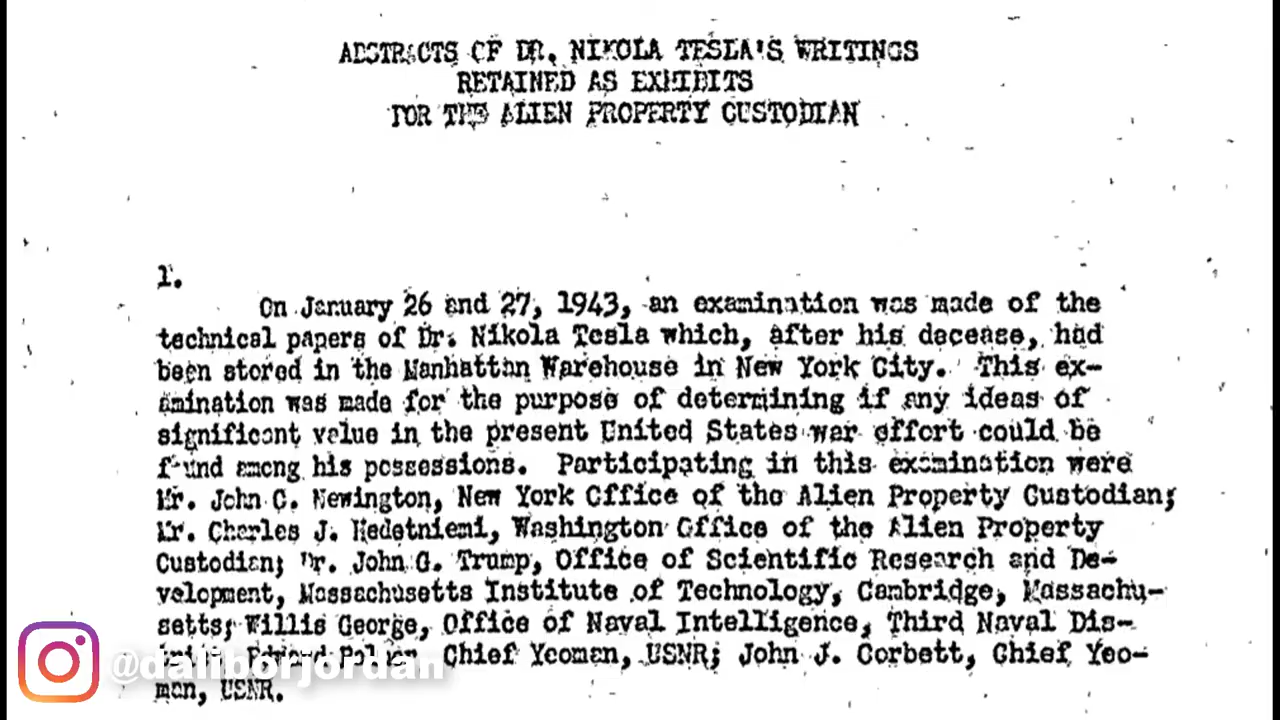 ABSTRACTS OF DR. NIKOLA TESLA'S WRITINGS
RETAINED AS EXHIBITS
FOR THE ALIEN PROPERTY CUSTODIAN
1.
On January 26 and 27, 1943, an examination was made of the
technical papers of Dr. Nikola Tesla which, after his decease, had
been stored in the Manhattan Warehouse in New York City. This ex-
amination was made for the purpose of determining if any ideas of
significant value in the present United States war effort could be
found among his possessions. Participating in this examination were
Mr. John C. Newington, New York Office of the Alien Property Custodian;
Mr. Charles J. Hedetniemi, Washington Office of the Alien Property
Custodian; Dr. John G. Trump, Office of Scientific Research and De-
velopment, Massachusetts Institute of Technology, Cambridge, Massachu-
setts; Willis George, Office of Naval Intelligence, Third Naval Dis-
Edward Palmer, Chief Yeoman, USNR; John J. Corbett, Chief Yeo-
man, USNR.
@daliborjordan